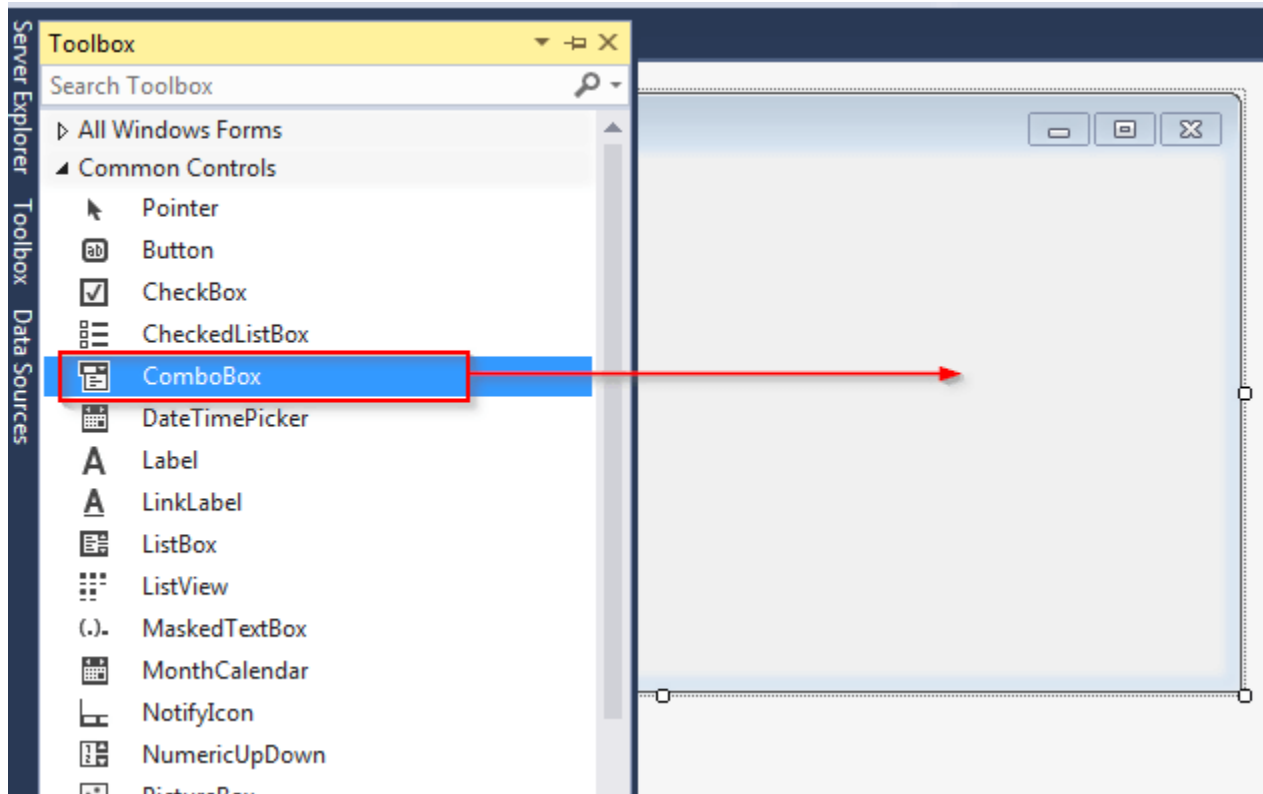 Server Explorer
Toolbox
Data Sources
Toolbox
Search Toolbox
All Windows Forms
Common Controls
Pointer
Button
CheckBox
CheckedListBox
ComboBox
DateTimePicker
Label
LinkLabel
ListBox
ListView
MaskedTextBox
MonthCalendar
NotifyIcon
NumericUpDown
PictureBox